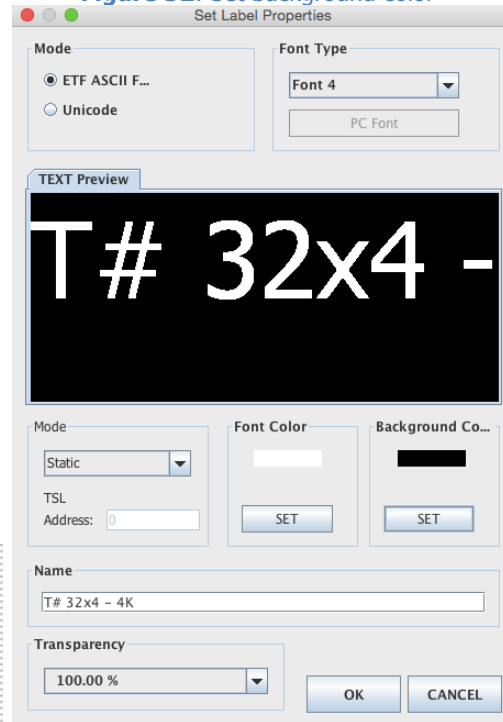 Set Label Properties
Mode
ETF ASCII F...
Unicode
Font Type
Font 4
PC Font
TEXT Preview
T# 32x4 -
Mode
Static
TSL
Address: 0
Font Color
SET
Background Co...
SET
Name
T# 32x4 - 4K
Transparency
100.00 %
OK
CANCEL